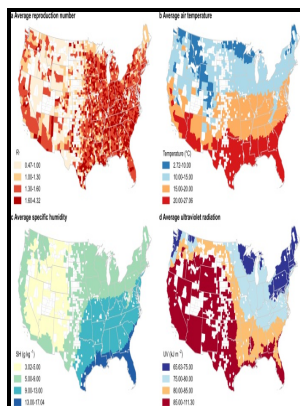 a Average reproduction number
b Average air temperature
Rₜ
0.47-1.00
1.00-1.30
1.30-1.60
1.60-4.32
Temperature (°C)
2.72-10.00
10.00-15.00
15.00-20.00
20.00-27.06
c Average specific humidity
d Average ultraviolet radiation
SH (g kg⁻¹)
3.02-5.00
5.00-9.00
9.00-13.00
13.00-17.04
UV (kJ m⁻²)
65.63-75.00
75.00-80.00
80.00-85.00
85.00-111.30